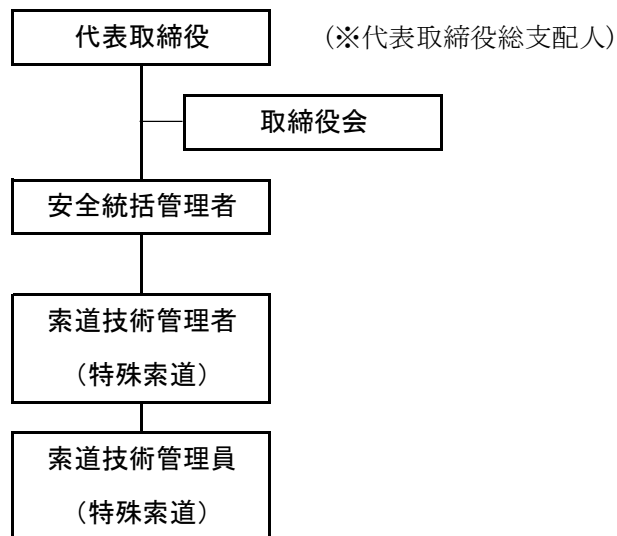 代表取締役 (※代表取締役総支配人)
取締役会
安全統括管理者
索道技術管理者
（特殊索道）
索道技術管理員
（特殊索道）